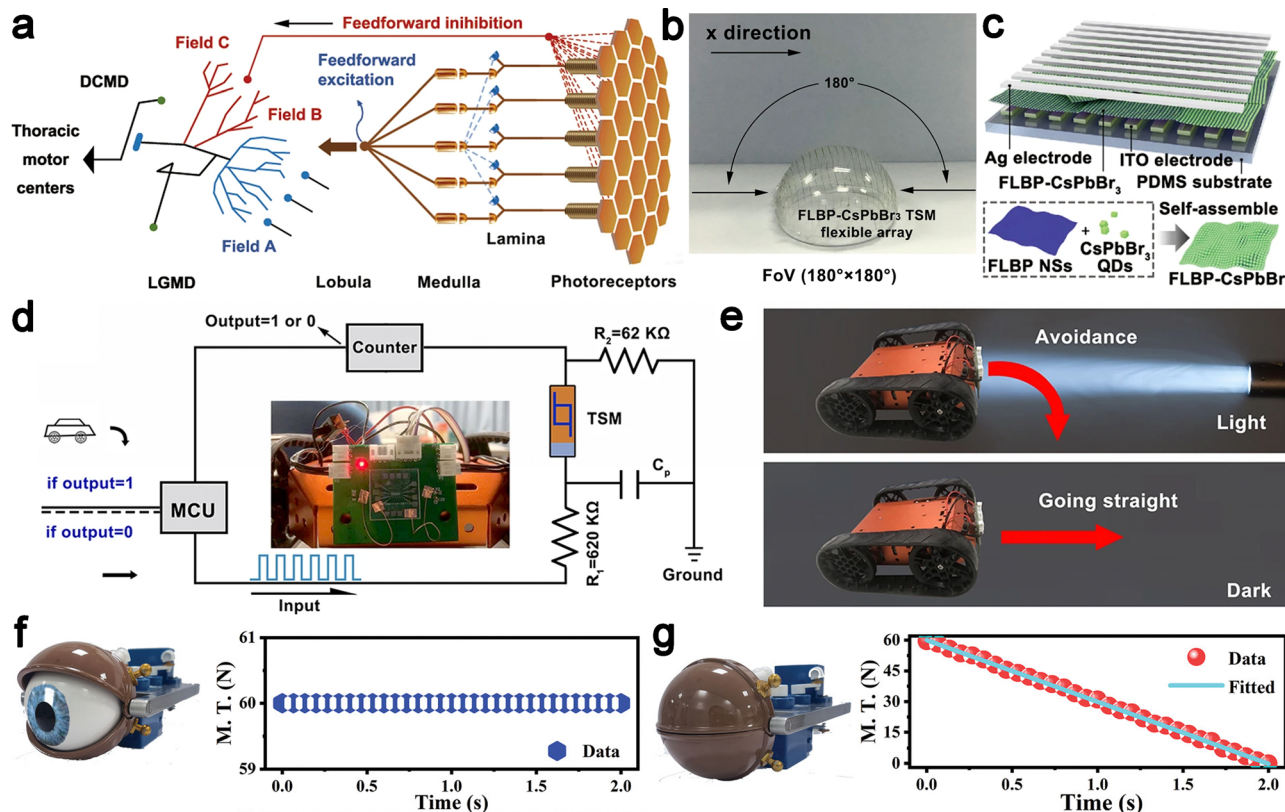 a
Feedforward inihibition
Field C
Feedforward
excitation
DCMD
Field B
Thoracic
motor
centers
Lamina
Field A
LGMD
Lobula
Medulla
Photoreceptors
b
x direction
180°
FLBP-CsPbBr₃ TSM
flexible array
FoV (180°×180°)
c
Ag electrode
ITO electrode
FLBP-CsPbBr₃
PDMS substrate
Self-assemble
+
CsPbBr₃
QDs
FLBP NSs
FLBP-CsPbBr
d
Output=1 or 0
Counter
R₂=62 KΩ
TSM
Cₚ
if output=1
MCU
if output=0
R₁=620 KΩ
Ground
Input
e
Avoidance
Light
Going straight
Dark
f
M. T. (N)
61
60
59
Data
0.0
0.5
1.0
1.5
2.0
Time (s)
g
M. T. (N)
60
45
30
15
0
Data
Fitted
0.0
0.5
1.0
1.5
2.0
Time (s)